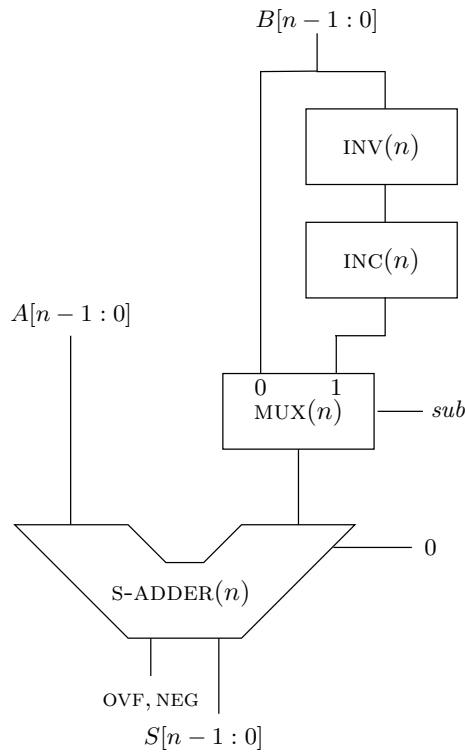 B[n − 1 : 0]
INV(n)
INC(n)
A[n − 1 : 0]
0 1
MUX(n)
sub
0
S-ADDER(n)
OVF, NEG
S[n − 1 : 0]